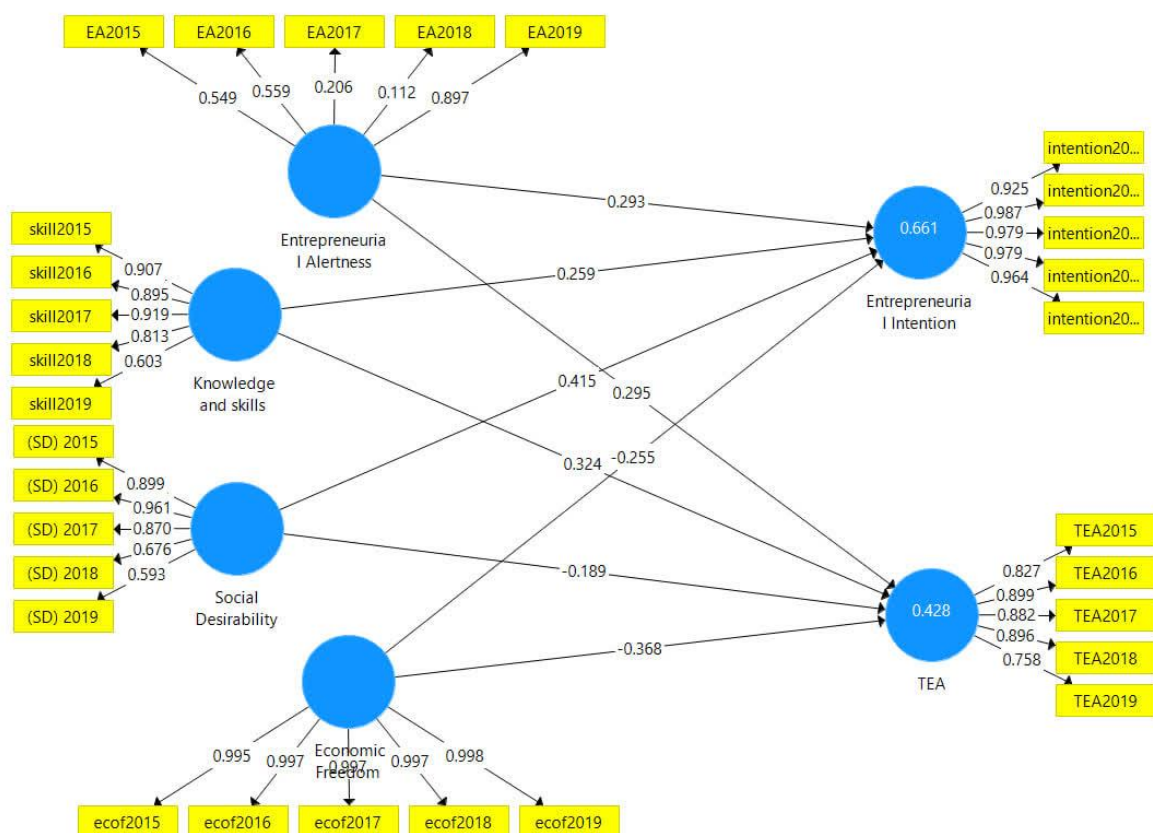 EA2015
EA2016
EA2017
EA2018
EA2019
0.549
0.559
0.206
0.112
0.897
Entrepreneuria
l Alertness
skill2015
skill2016
skill2017
skill2018
skill2019
0.907
0.895
0.919
0.813
0.603
Knowledge
and skills
(SD) 2015
(SD) 2016
(SD) 2017
(SD) 2018
(SD) 2019
0.899
0.961
0.870
0.676
0.593
Social
Desirability
Economic
Freedom
0.995
0.997
0.997
0.997
0.998
ecof2015
ecof2016
ecof2017
ecof2018
ecof2019
0.293
0.259
0.415
0.295
-0.255
0.324
-0.189
-0.368
0.661
Entrepreneuria
l Intention
0.925
0.987
0.979
0.979
0.964
intention20...
intention20...
intention20...
intention20...
intention20...
0.428
TEA
0.827
0.899
0.882
0.896
0.758
TEA2015
TEA2016
TEA2017
TEA2018
TEA2019